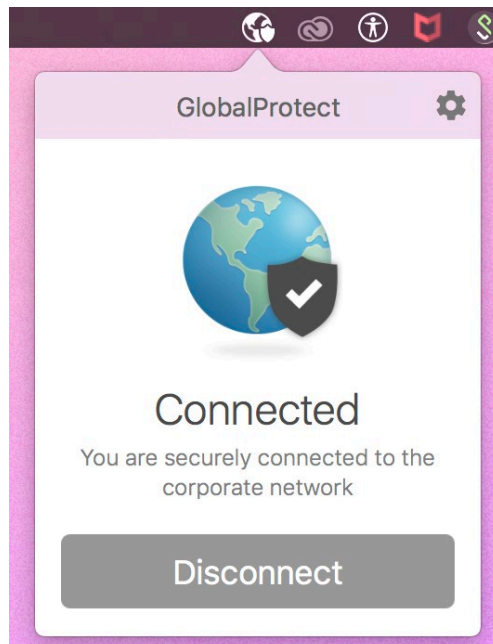 GlobalProtect
Connected
You are securely connected to the
corporate network
Disconnect